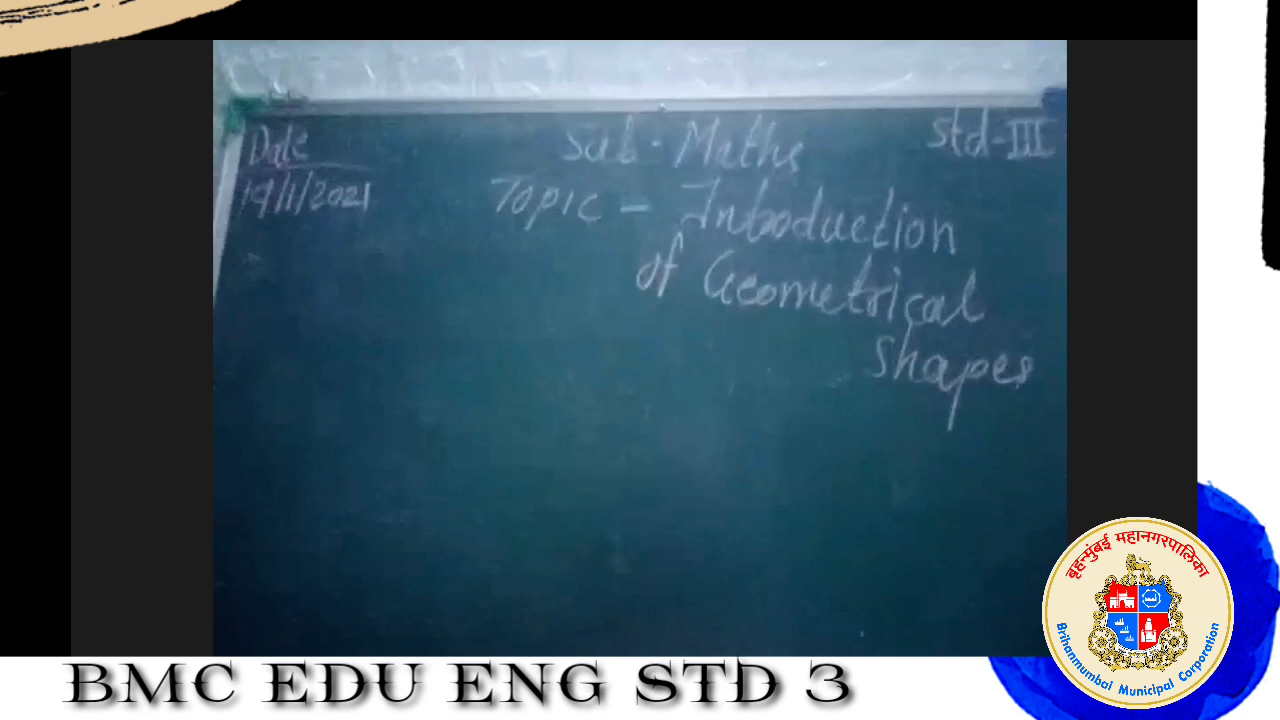 Date
19/1/2021
Sub. Maths
Std-III
Topic - Introduction
of Geometrical
Shapes
बृहन्मुंबई महानगरपालिका
Brihanmumbai Municipal Corporation
BMC EDU ENG STD 3